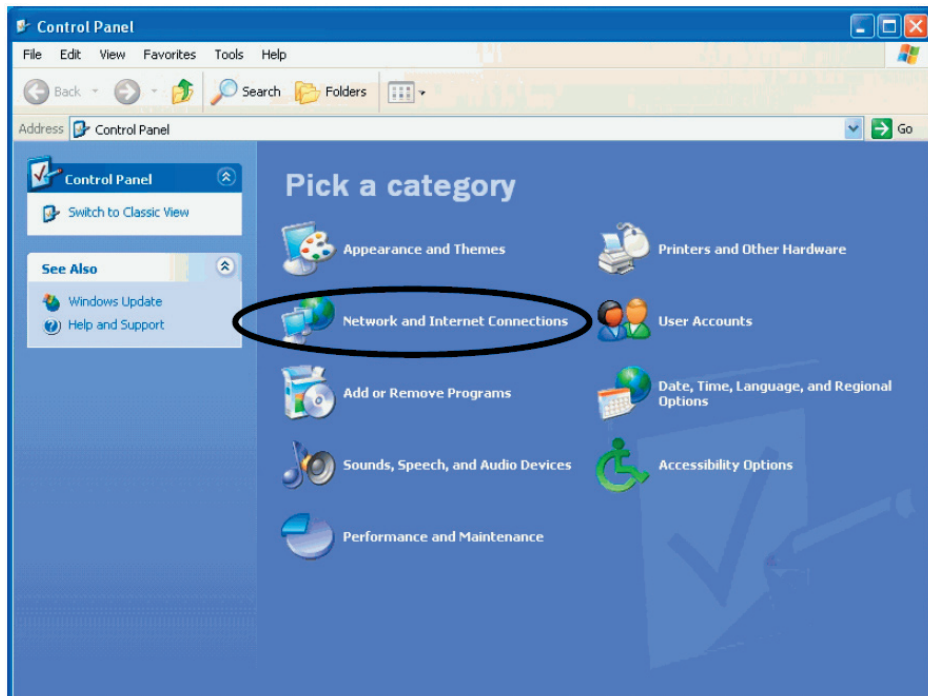 Control Panel
File Edit View Favorites Tools Help
Back Search Folders
Address Control Panel Go
Control Panel
Switch to Classic View
See Also
Windows Update
Help and Support
Pick a category
Appearance and Themes
Printers and Other Hardware
Network and Internet Connections
User Accounts
Add or Remove Programs
Date, Time, Language, and Regional
Options
Sounds, Speech, and Audio Devices
Accessibility Options
Performance and Maintenance